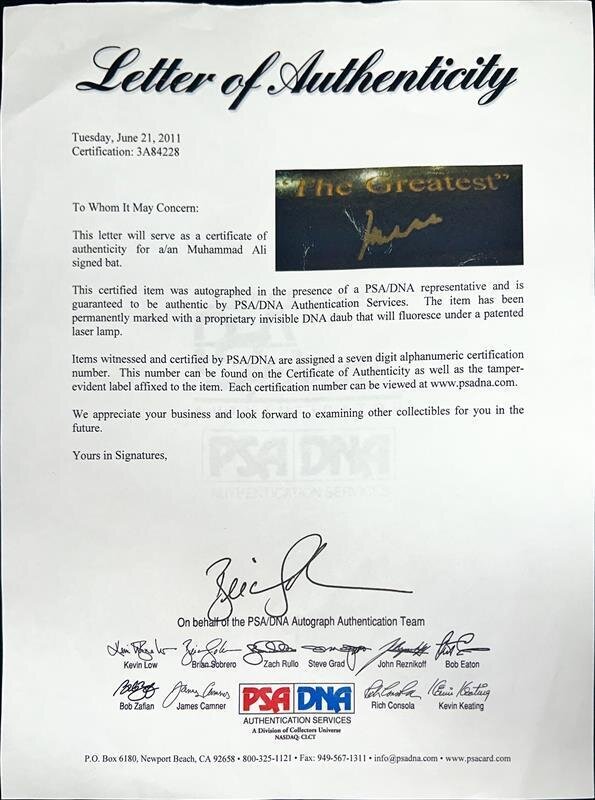 Letter of Authenticity
Tuesday, June 21, 2011
Certification: 3A84228
"The Greatest"
To Whom It May Concern:
This letter will serve as a certificate of
authenticity for a/an Muhammad Ali
signed bat.
This certified item was autographed in the presence of a PSA/DNA representative and is
guaranteed to be authentic by PSA/DNA Authentication Services. The item has been
permanently marked with a proprietary invisible DNA daub that will fluoresce under a patented
laser lamp.
Items witnessed and certified by PSA/DNA are assigned a seven digit alphanumeric certification
number. This number can be found on the Certificate of Authenticity as well as the tamper-
evident label affixed to the item. Each certification number can be viewed at www.psadna.com.
We appreciate your business and look forward to examining other collectibles for you in the
future.
Yours in Signatures,
PSA DNA
AUTHENTICATION SERVICES
On behalf of the PSA/DNA Autograph Authentication Team
Kevin Low Brian Sobrero Zach Rullo Steve Grad John Reznikoff Bob Eaton
Bob Zafian James Camner Rich Consola Kevin Keating
PSA DNA
AUTHENTICATION SERVICES
A Division of Collectors Universe
NASDAQ: CLCT
P.O. Box 6180, Newport Beach, CA 92658 • 800-325-1121 • Fax: 949-567-1311 • info@psadna.com • www.psacard.com